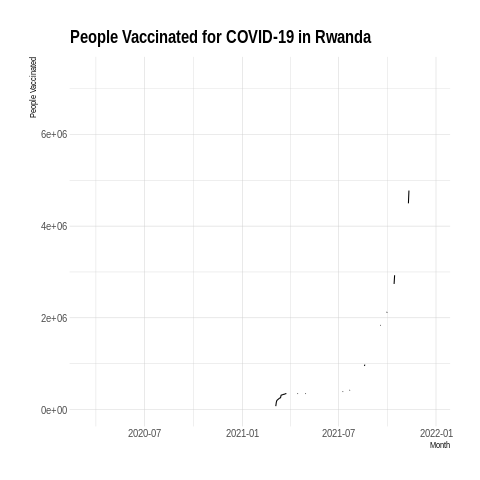 People Vaccinated for COVID-19 in Rwanda
People Vaccinated
6e+06
4e+06
2e+06
0e+00
2020-07
2021-01
2021-07
2022-01
Month